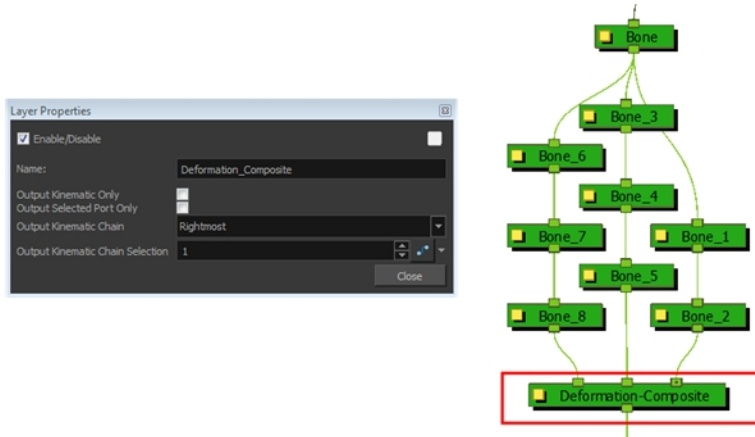 Layer Properties
Enable/Disable
Name: Deformation_Composite
Output Kinematic Only
Output Selected Port Only
Output Kinematic Chain Rightmost
Output Kinematic Chain Selection 1
Close
Bone
Bone_3
Bone_6
Bone_4
Bone_7
Bone_1
Bone_5
Bone_8
Bone_2
Deformation-Composite